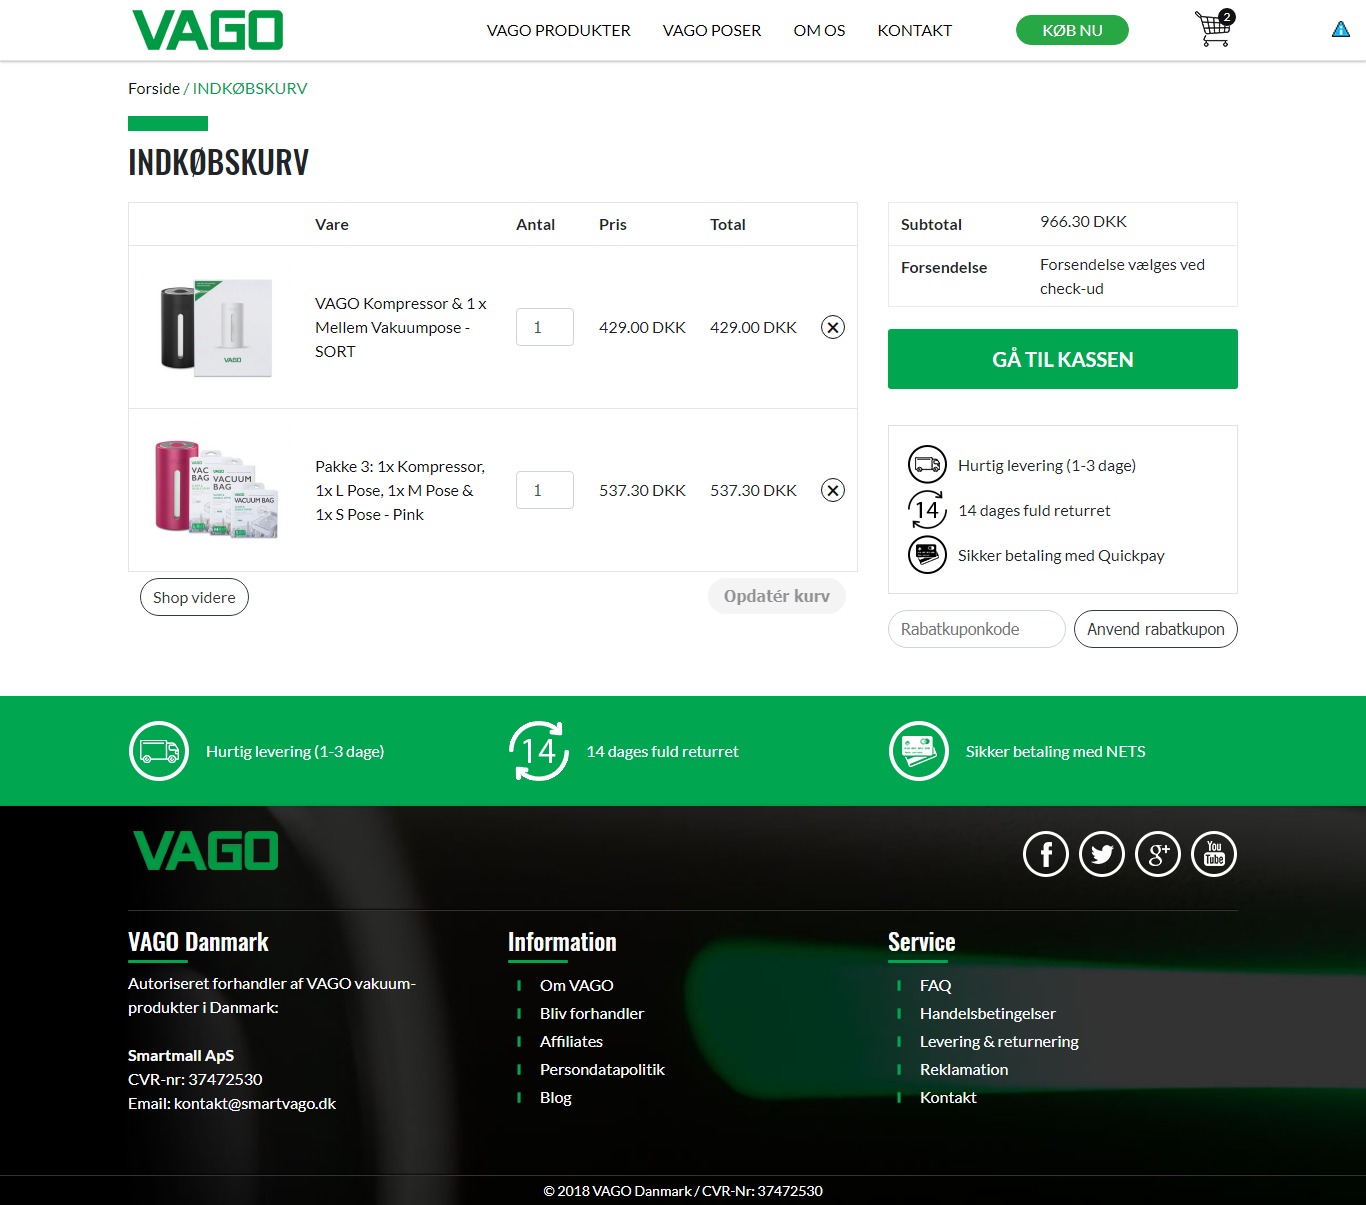 VAGO
VAGO PRODUKTER VAGO POSER OM OS KONTAKT KØB NU 2
Forside / INDKØBSKURV
INDKØBSKURV
Vare Antal Pris Total
VAGO Kompressor & 1 x
Mellem Vakuumpose -
SORT
1 429.00 DKK 429.00 DKK
VAGO
Pakke 3: 1x Kompressor,
1x L Pose, 1x M Pose &
1x S Pose - Pink
1 537.30 DKK 537.30 DKK
VAC
BAG
VACUUM
BAG
VACUUM BAG
Shop videre
Opdatér kurv
Subtotal 966.30 DKK
Forsendelse Forsendelse vælges ved
check-ud
GÅ TIL KASSEN
Hurtig levering (1-3 dage)
14 14 dages fuld returret
Sikker betaling med Quickpay
Rabatkuponkode
Anvend rabatkupon
Hurtig levering (1-3 dage)
14 14 dages fuld returret
Sikker betaling med NETS
VAGO
f g+ You Tube
VAGO Danmark
Autoriseret forhandler af VAGO vakuum-
produkter i Danmark:
Smartmall ApS
CVR-nr: 37472530
Email: kontakt@smartvago.dk
Information
Om VAGO
Bliv forhandler
Affiliates
Persondatapolitik
Blog
Service
FAQ
Handelsbetingelser
Levering & returnering
Reklamation
Kontakt
© 2018 VAGO Danmark / CVR-Nr: 37472530